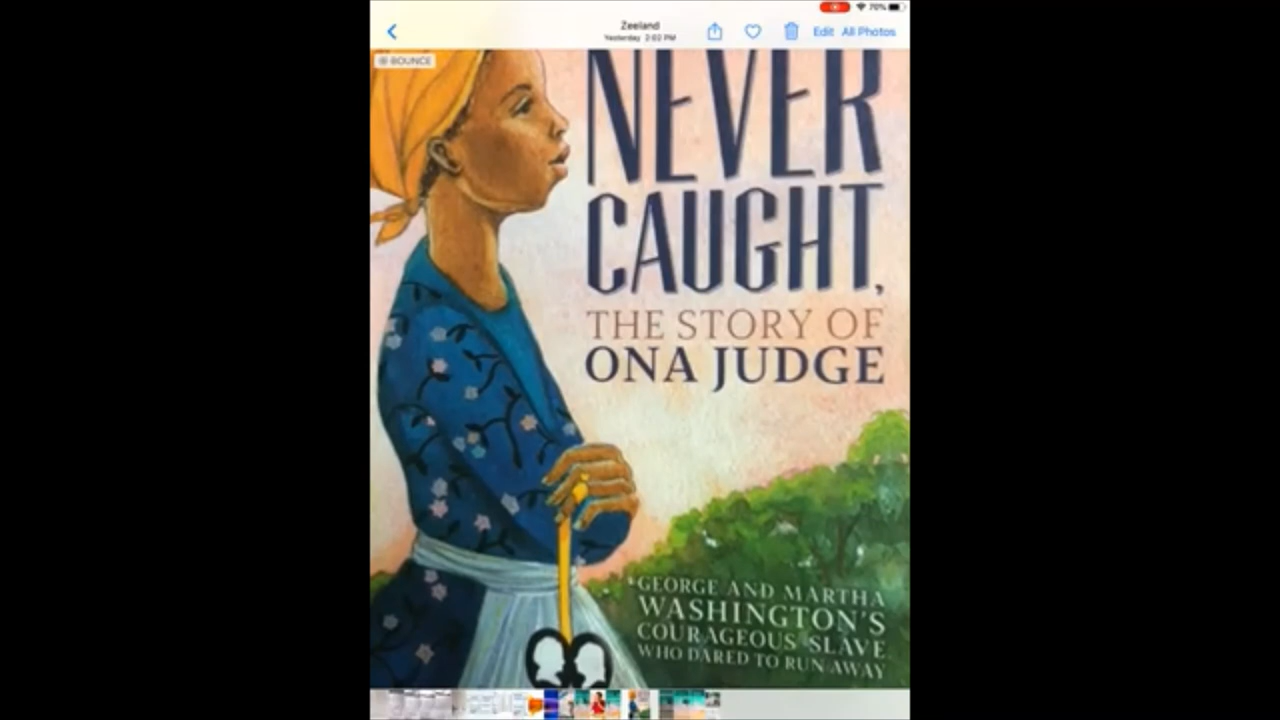 70%
Zeeland
Yesterday 2:02 PM
Edit All Photos
BOUNCE
NEVER
CAUGHT,
THE STORY OF
ONA JUDGE
GEORGE AND MARTHA
WASHINGTON'S
COURAGEOUS SLAVE
WHO DARED TO RUN AWAY